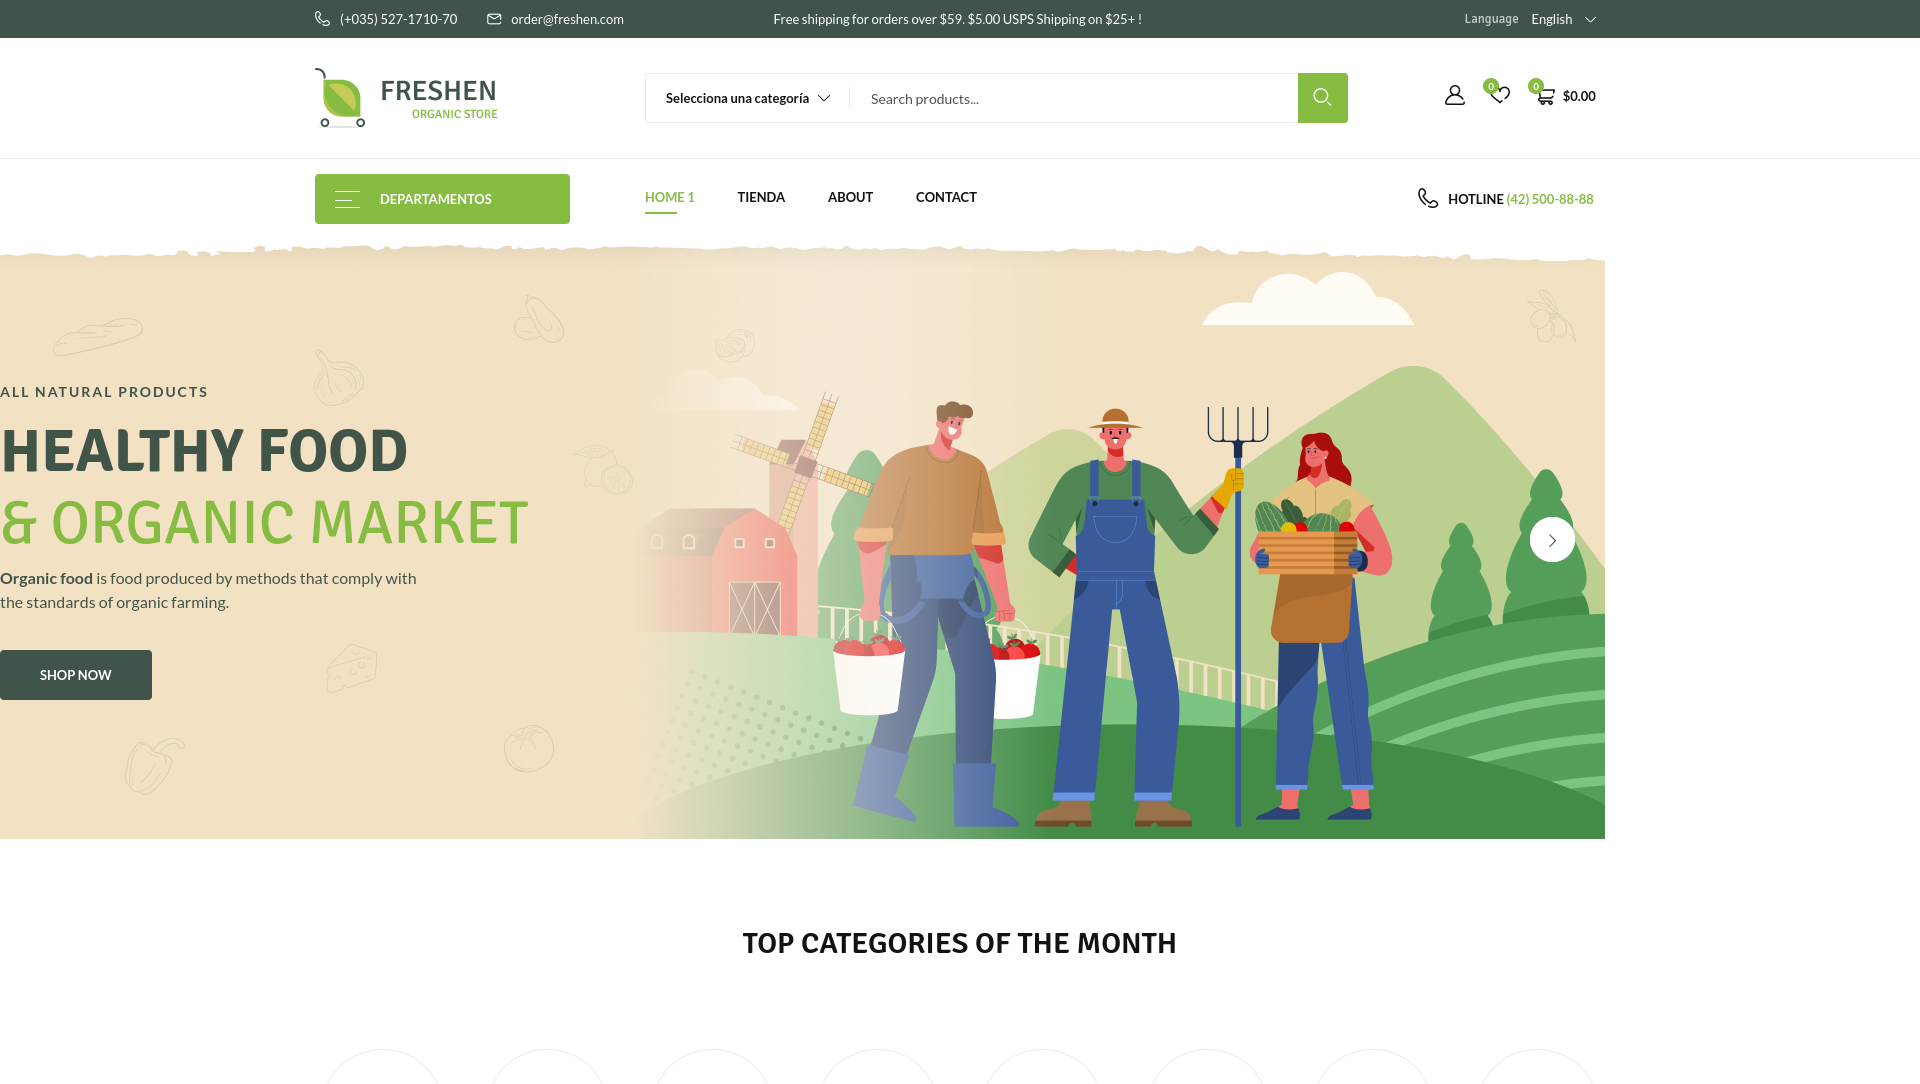 (+035) 527-1710-70
order@freshen.com
Free shipping for orders over $59. $5.00 USPS Shipping on $25+ !
Language
English
FRESHEN
ORGANIC STORE
Selecciona una categoría
Search products...
0
0
$0.00
DEPARTAMENTOS
HOME 1
TIENDA
ABOUT
CONTACT
HOTLINE (42) 500-88-88
ALL NATURAL PRODUCTS
HEALTHY FOOD
& ORGANIC MARKET
Organic food is food produced by methods that comply with
the standards of organic farming.
SHOP NOW
TOP CATEGORIES OF THE MONTH